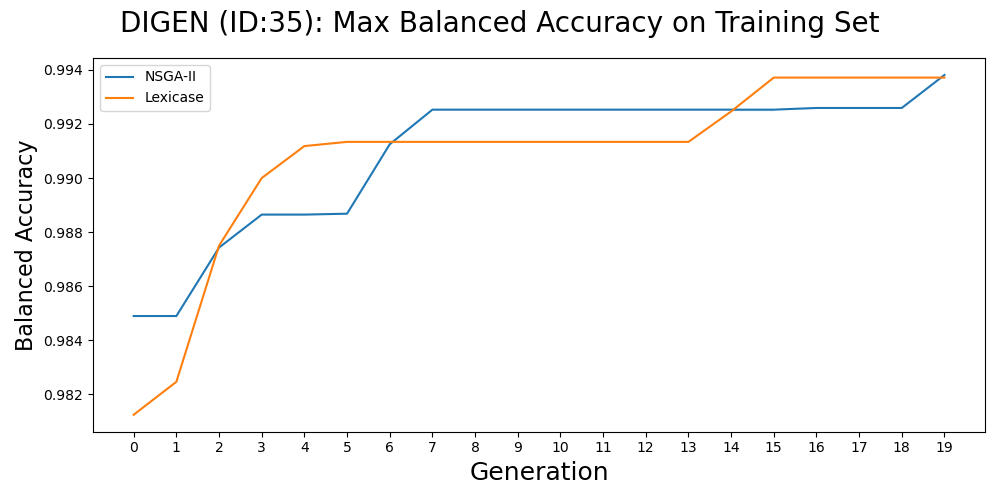 DIGEN (ID:35): Max Balanced Accuracy on Training Set
NSGA-II
Lexicase
Balanced Accuracy
0.994
0.992
0.990
0.988
0.986
0.984
0.982
0 1 2 3 4 5 6 7 8 9 10 11 12 13 14 15 16 17 18 19
Generation